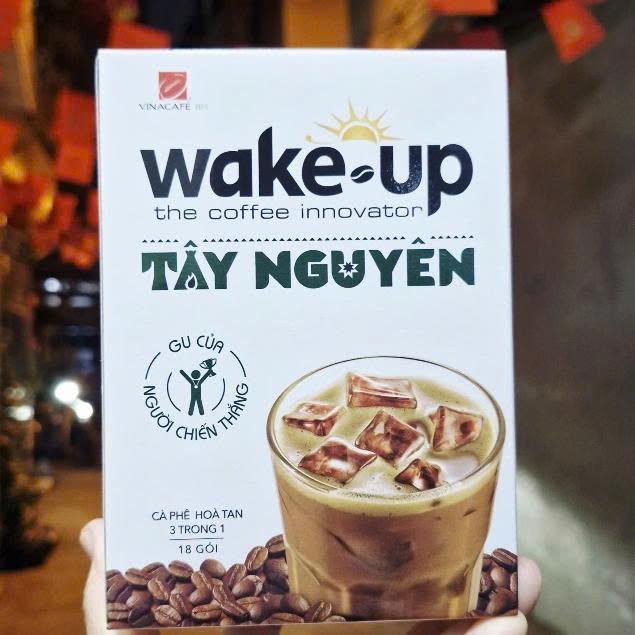 VINACAFÉ BH
wake-up
the coffee innovator
TÂY NGUYÊN
GU CỦA
NGƯỜI CHIẾN THẮNG
CÀ PHÊ HOÀ TAN
3 TRONG 1
18 GÓI